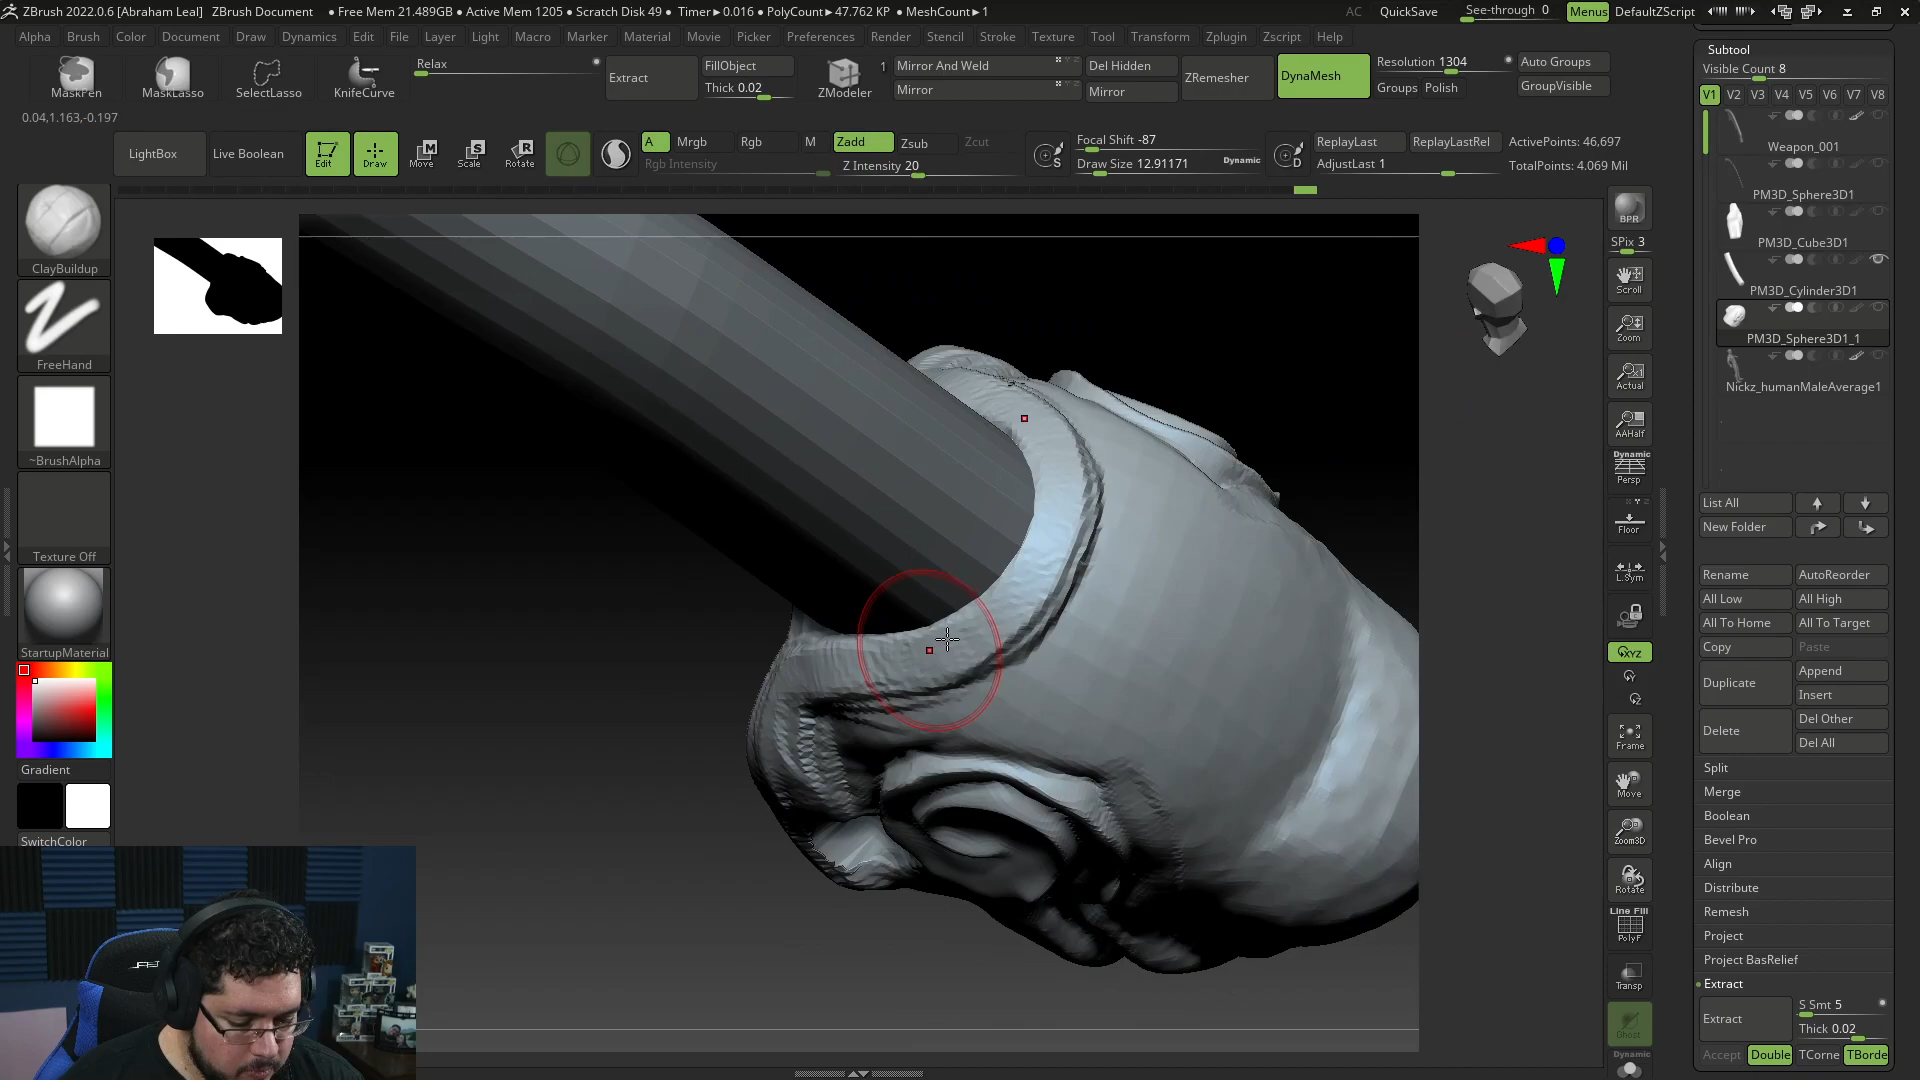 ZBrush 2022.0.6 [Abraham Leal] ZBrush Document ● Free Mem 21.489GB ● Active Mem 1205 ● Scratch Disk 49 ● Timer►0.016 ● PolyCount►47.762 KP ● MeshCount►1 AC QuickSave See-through 0 Menus DefaultZScript
Alpha Brush Color Document Draw Dynamics Edit File Layer Light Macro Marker Material Movie Picker Preferences Render Stencil Stroke Texture Tool Transform Zplugin Zscript Help
MaskPen MaskLasso SelectLasso KnifeCurve Relax Extract FillObject Thick 0.02 ZModeler 1 Mirror And Weld Mirror Del Hidden Mirror ZRemesher DynaMesh Resolution 1304 Groups Polish Auto Groups GroupVisible
0.04,1.163,-0.197
LightBox Live Boolean Edit Draw Move Scale Rotate A Mrgb Rgb M Zadd Zsub Zcut Focal Shift -87 ReplayLast ReplayLastRel ActivePoints: 46,697
Rgb Intensity Z Intensity 20 S Draw Size 12.91171 Dynamic D AdjustLast 1 TotalPoints: 4.069 Mil
ClayBuildup
FreeHand
~BrushAlpha
Texture Off
StartupMaterial
Gradient
SwitchColor
BPR
SPix 3
Scroll
Zoom
Actual
AAHalf
Dynamic
Persp
Floor
L.Sym
XYZ
Frame
Move
Zoom3D
Rotate
Line Fill
PolyF
Transp
Ghost
Dynamic
Subtool
Visible Count 8
V1 V2 V3 V4 V5 V6 V7 V8
Weapon_001
PM3D_Sphere3D1
PM3D_Cube3D1
PM3D_Cylinder3D1
PM3D_Sphere3D1_1
Nickz_humanMaleAverage1
List All
New Folder
Rename AutoReorder
All Low All High
All To Home All To Target
Copy Paste
Duplicate Append
Insert
Delete Del Other
Del All
Split
Merge
Boolean
Bevel Pro
Align
Distribute
Remesh
Project
Project BasRelief
Extract
Extract S Smt 5
Thick 0.02
Accept Double TCorne TBorde